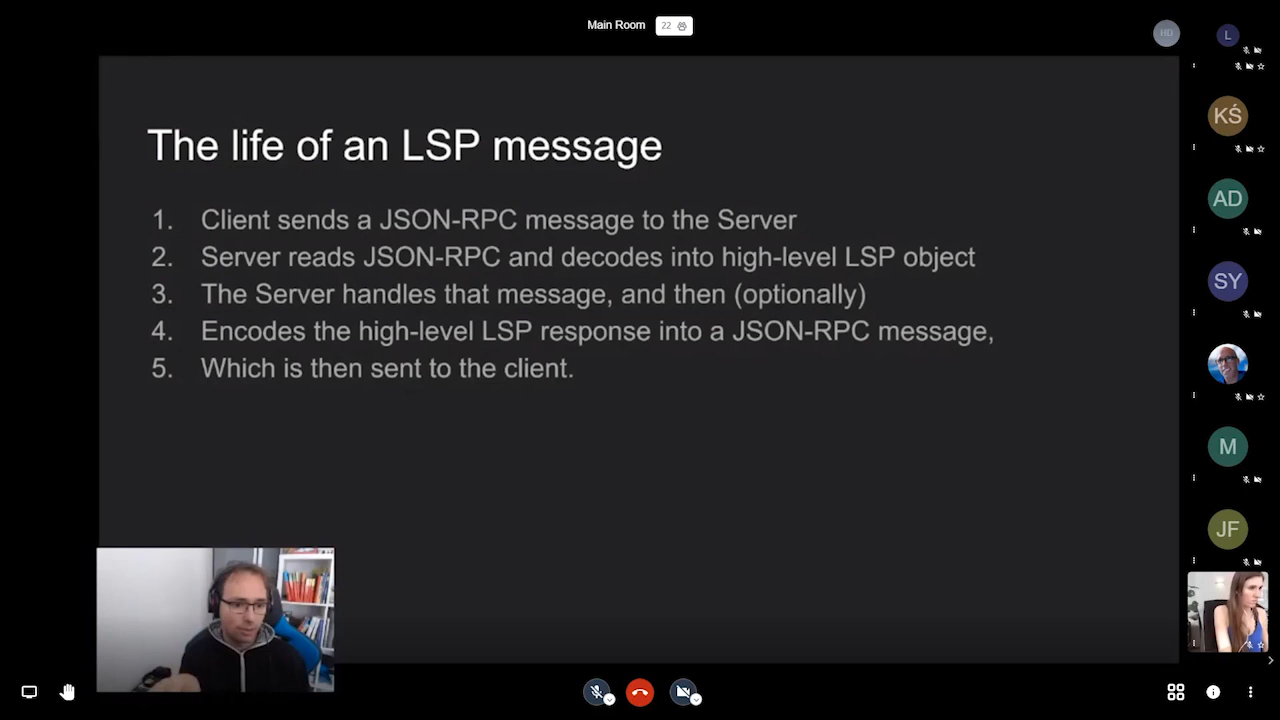 Main Room 22
HD
L
The life of an LSP message
1. Client sends a JSON-RPC message to the Server
2. Server reads JSON-RPC and decodes into high-level LSP object
3. The Server handles that message, and then (optionally)
4. Encodes the high-level LSP response into a JSON-RPC message,
5. Which is then sent to the client.
KŚ
AD
SY
M
JF